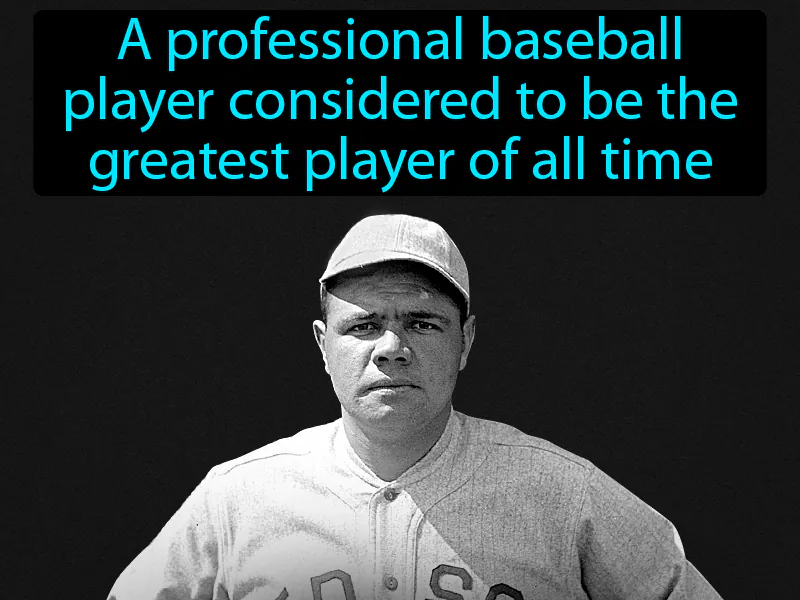 A professional baseball
player considered to be the
greatest player of all time